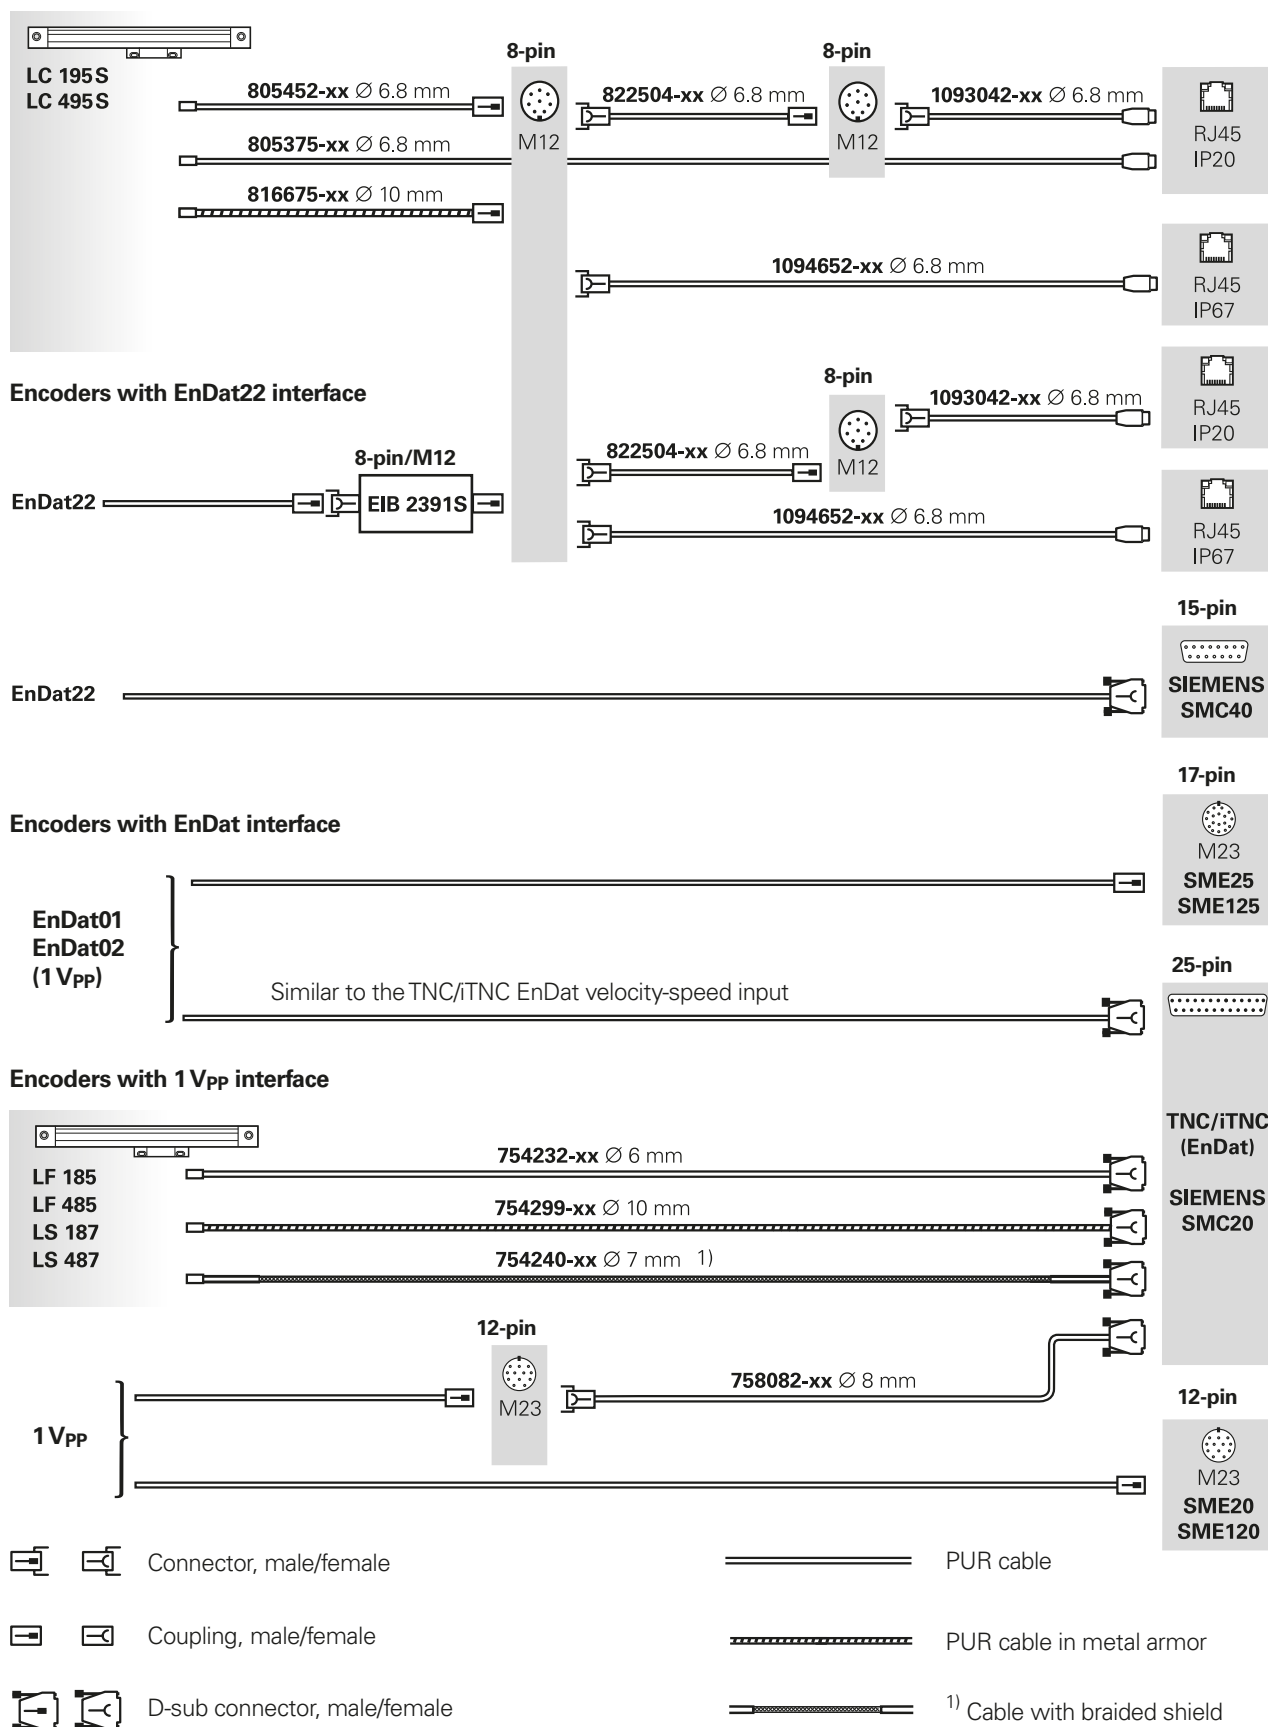 8-pin
8-pin
LC 195 S
LC 495 S
805452-xx Ø 6.8 mm
M12
822504-xx Ø 6.8 mm
M12
1093042-xx Ø 6.8 mm
RJ45
IP20
805375-xx Ø 6.8 mm
816675-xx Ø 10 mm
1094652-xx Ø 6.8 mm
RJ45
IP67
Encoders with EnDat22 interface
8-pin
1093042-xx Ø 6.8 mm
RJ45
IP20
822504-xx Ø 6.8 mm
M12
8-pin/M12
EnDat22
EIB 2391S
1094652-xx Ø 6.8 mm
RJ45
IP67
15-pin
EnDat22
SIEMENS
SMC40
17-pin
Encoders with EnDat interface
M23
SME25
SME125
EnDat01
EnDat02
(1 VPP)
25-pin
Similar to the TNC/iTNC EnDat velocity-speed input
Encoders with 1 VPP interface
TNC/iTNC
(EnDat)
SIEMENS
SMC20
LF 185
LF 485
LS 187
LS 487
754232-xx Ø 6 mm
754299-xx Ø 10 mm
754240-xx Ø 7 mm 1)
12-pin
M23
758082-xx Ø 8 mm
1 VPP
12-pin
M23
SME20
SME120
Connector, male/female
PUR cable
Coupling, male/female
PUR cable in metal armor
D-sub connector, male/female
1) Cable with braided shield